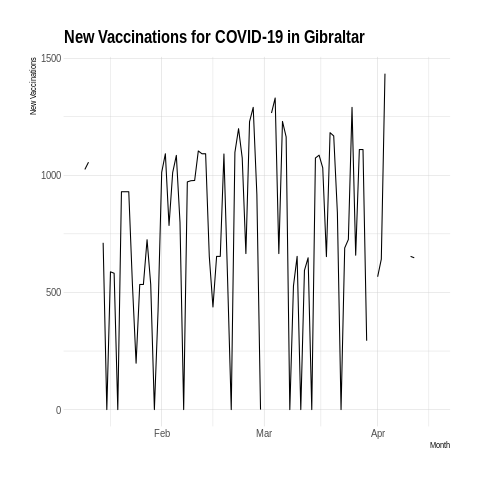 New Vaccinations for COVID-19 in Gibraltar
New Vaccinations
1500
1000
500
0
Feb Mar Apr
Month